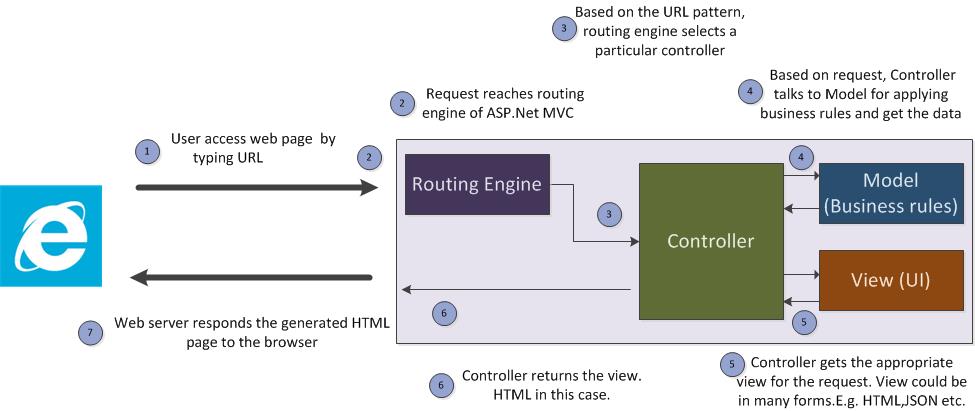 3
Based on the URL pattern,
routing engine selects a
particular controller
4
Based on request, Controller
talks to Model for applying
business rules and get the data
2
Request reaches routing
engine of ASP.Net MVC
1
User access web page by
typing URL
2
Routing Engine
3
Controller
4
Model
(Business rules)
View (UI)
5
6
7
Web server responds the generated HTML
page to the browser
6
Controller returns the view.
HTML in this case.
5
Controller gets the appropriate
view for the request. View could be
in many forms.E.g. HTML,JSON etc.